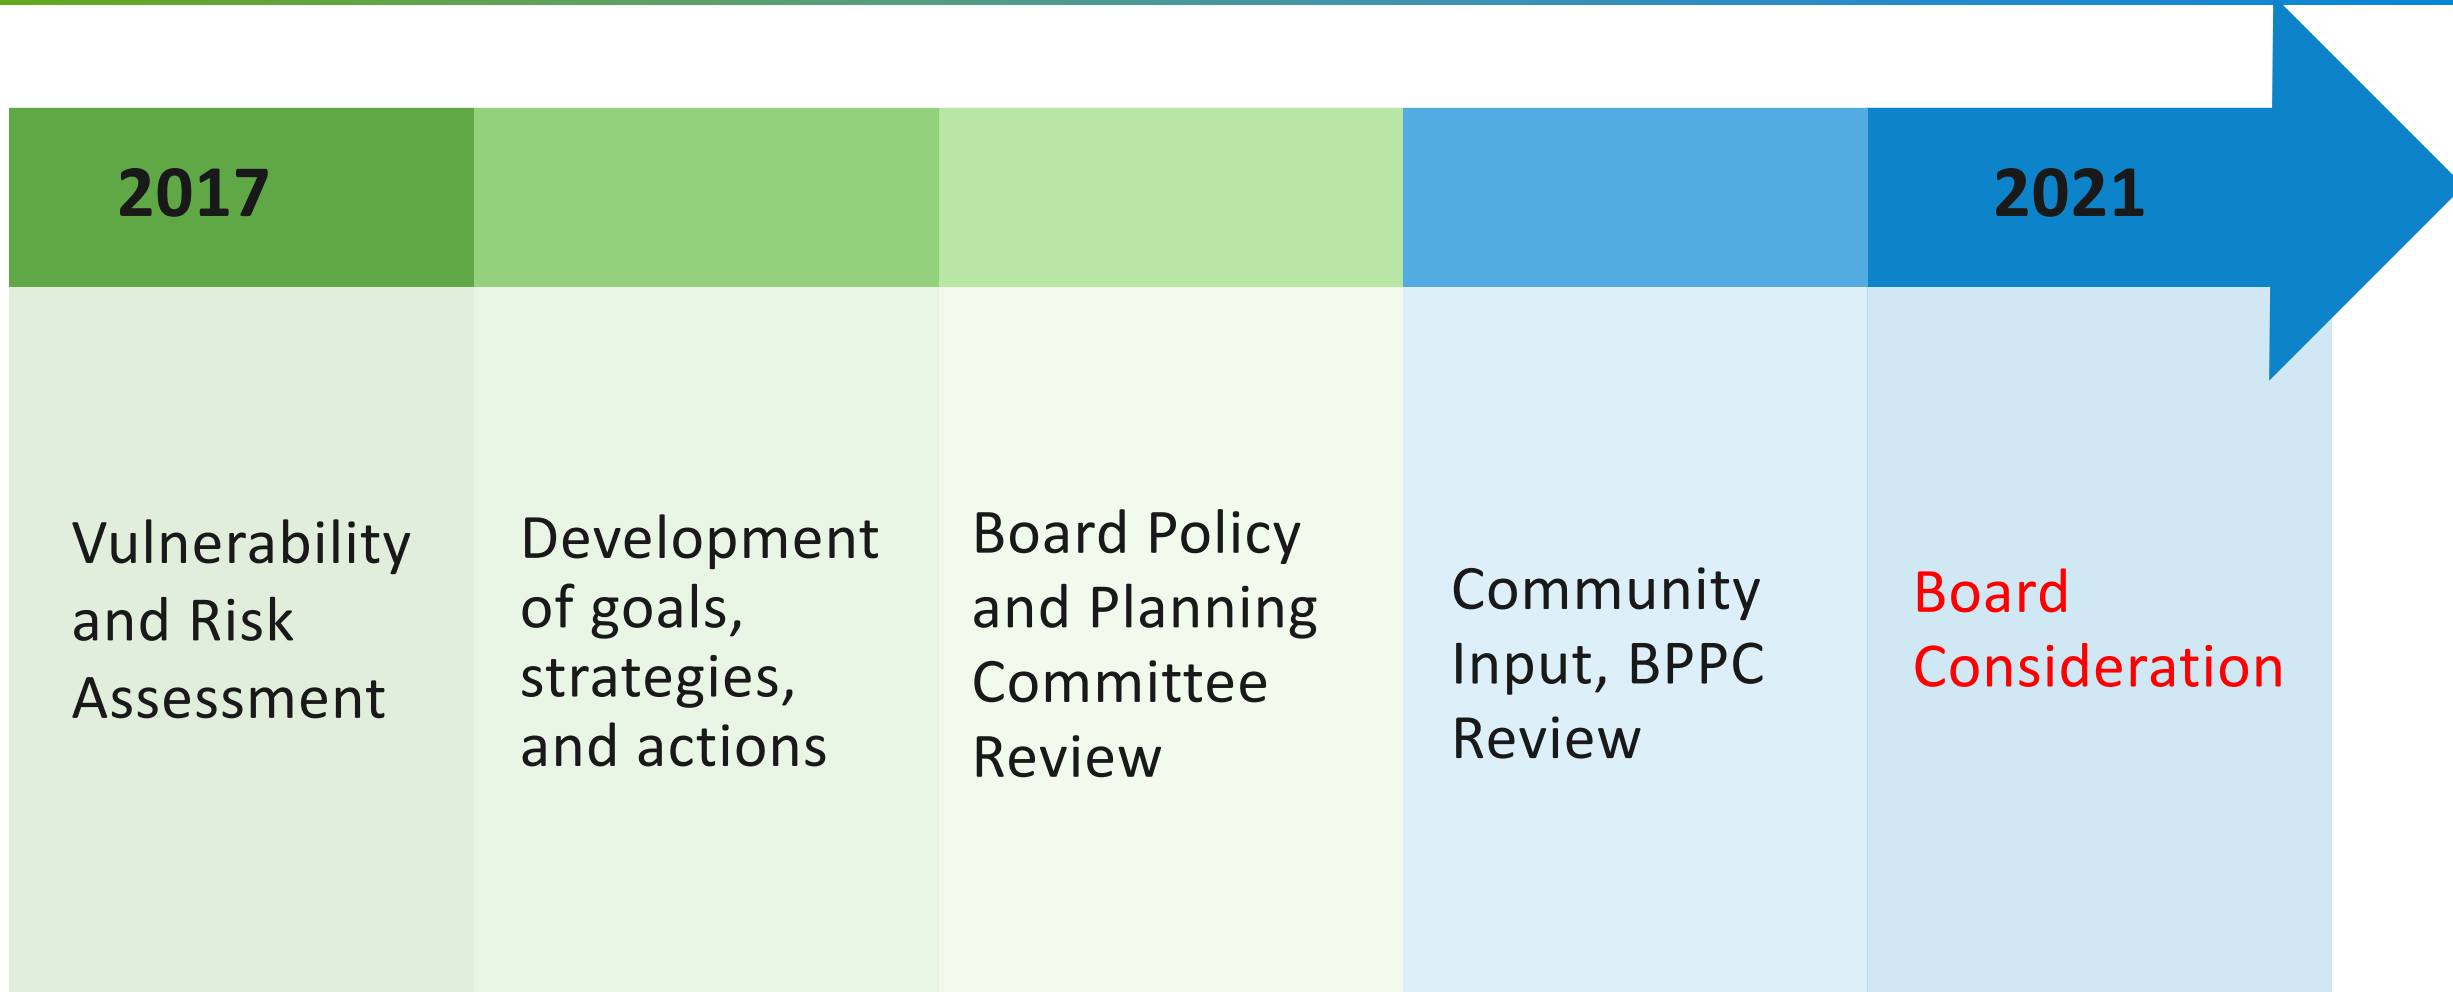 2017
2021
Vulnerability
and Risk
Assessment
Development
of goals,
strategies,
and actions
Board Policy
and Planning
Committee
Review
Community
Input, BPPC
Review
Board
Consideration